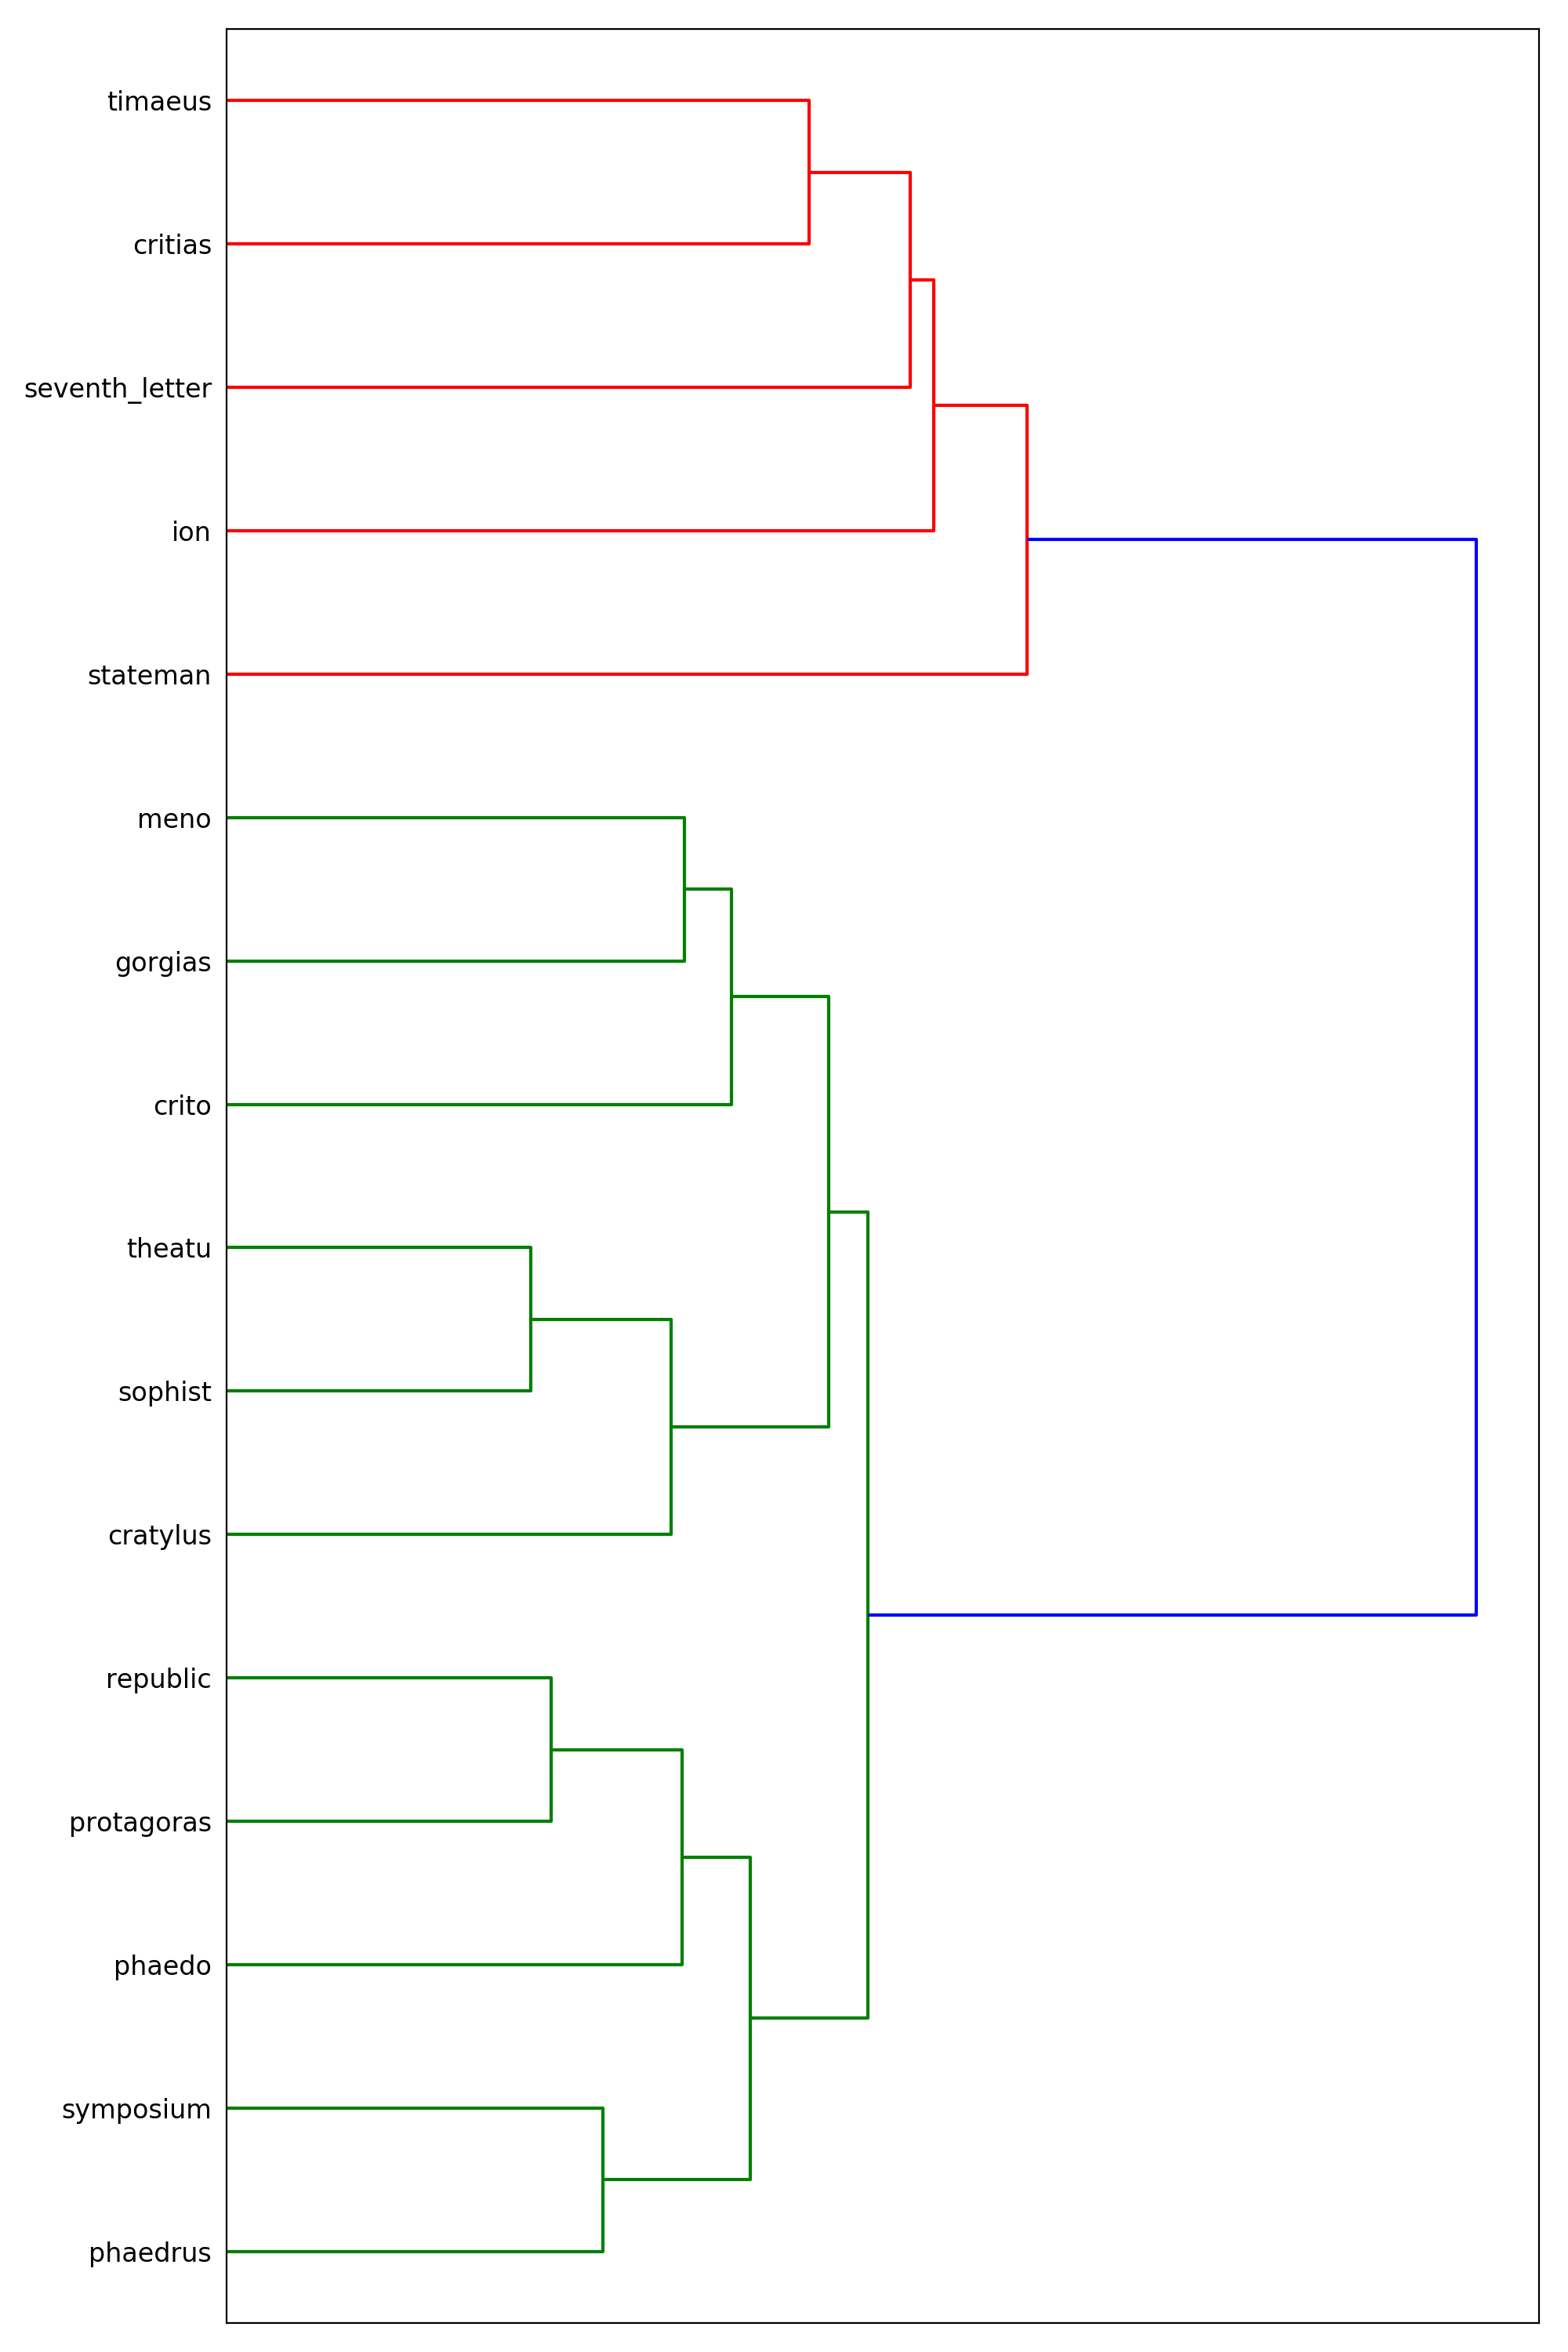 timaeus
critias
seventh_letter
ion
stateman
meno
gorgias
crito
theatu
sophist
cratylus
republic
protagoras
phaedo
symposium
phaedrus